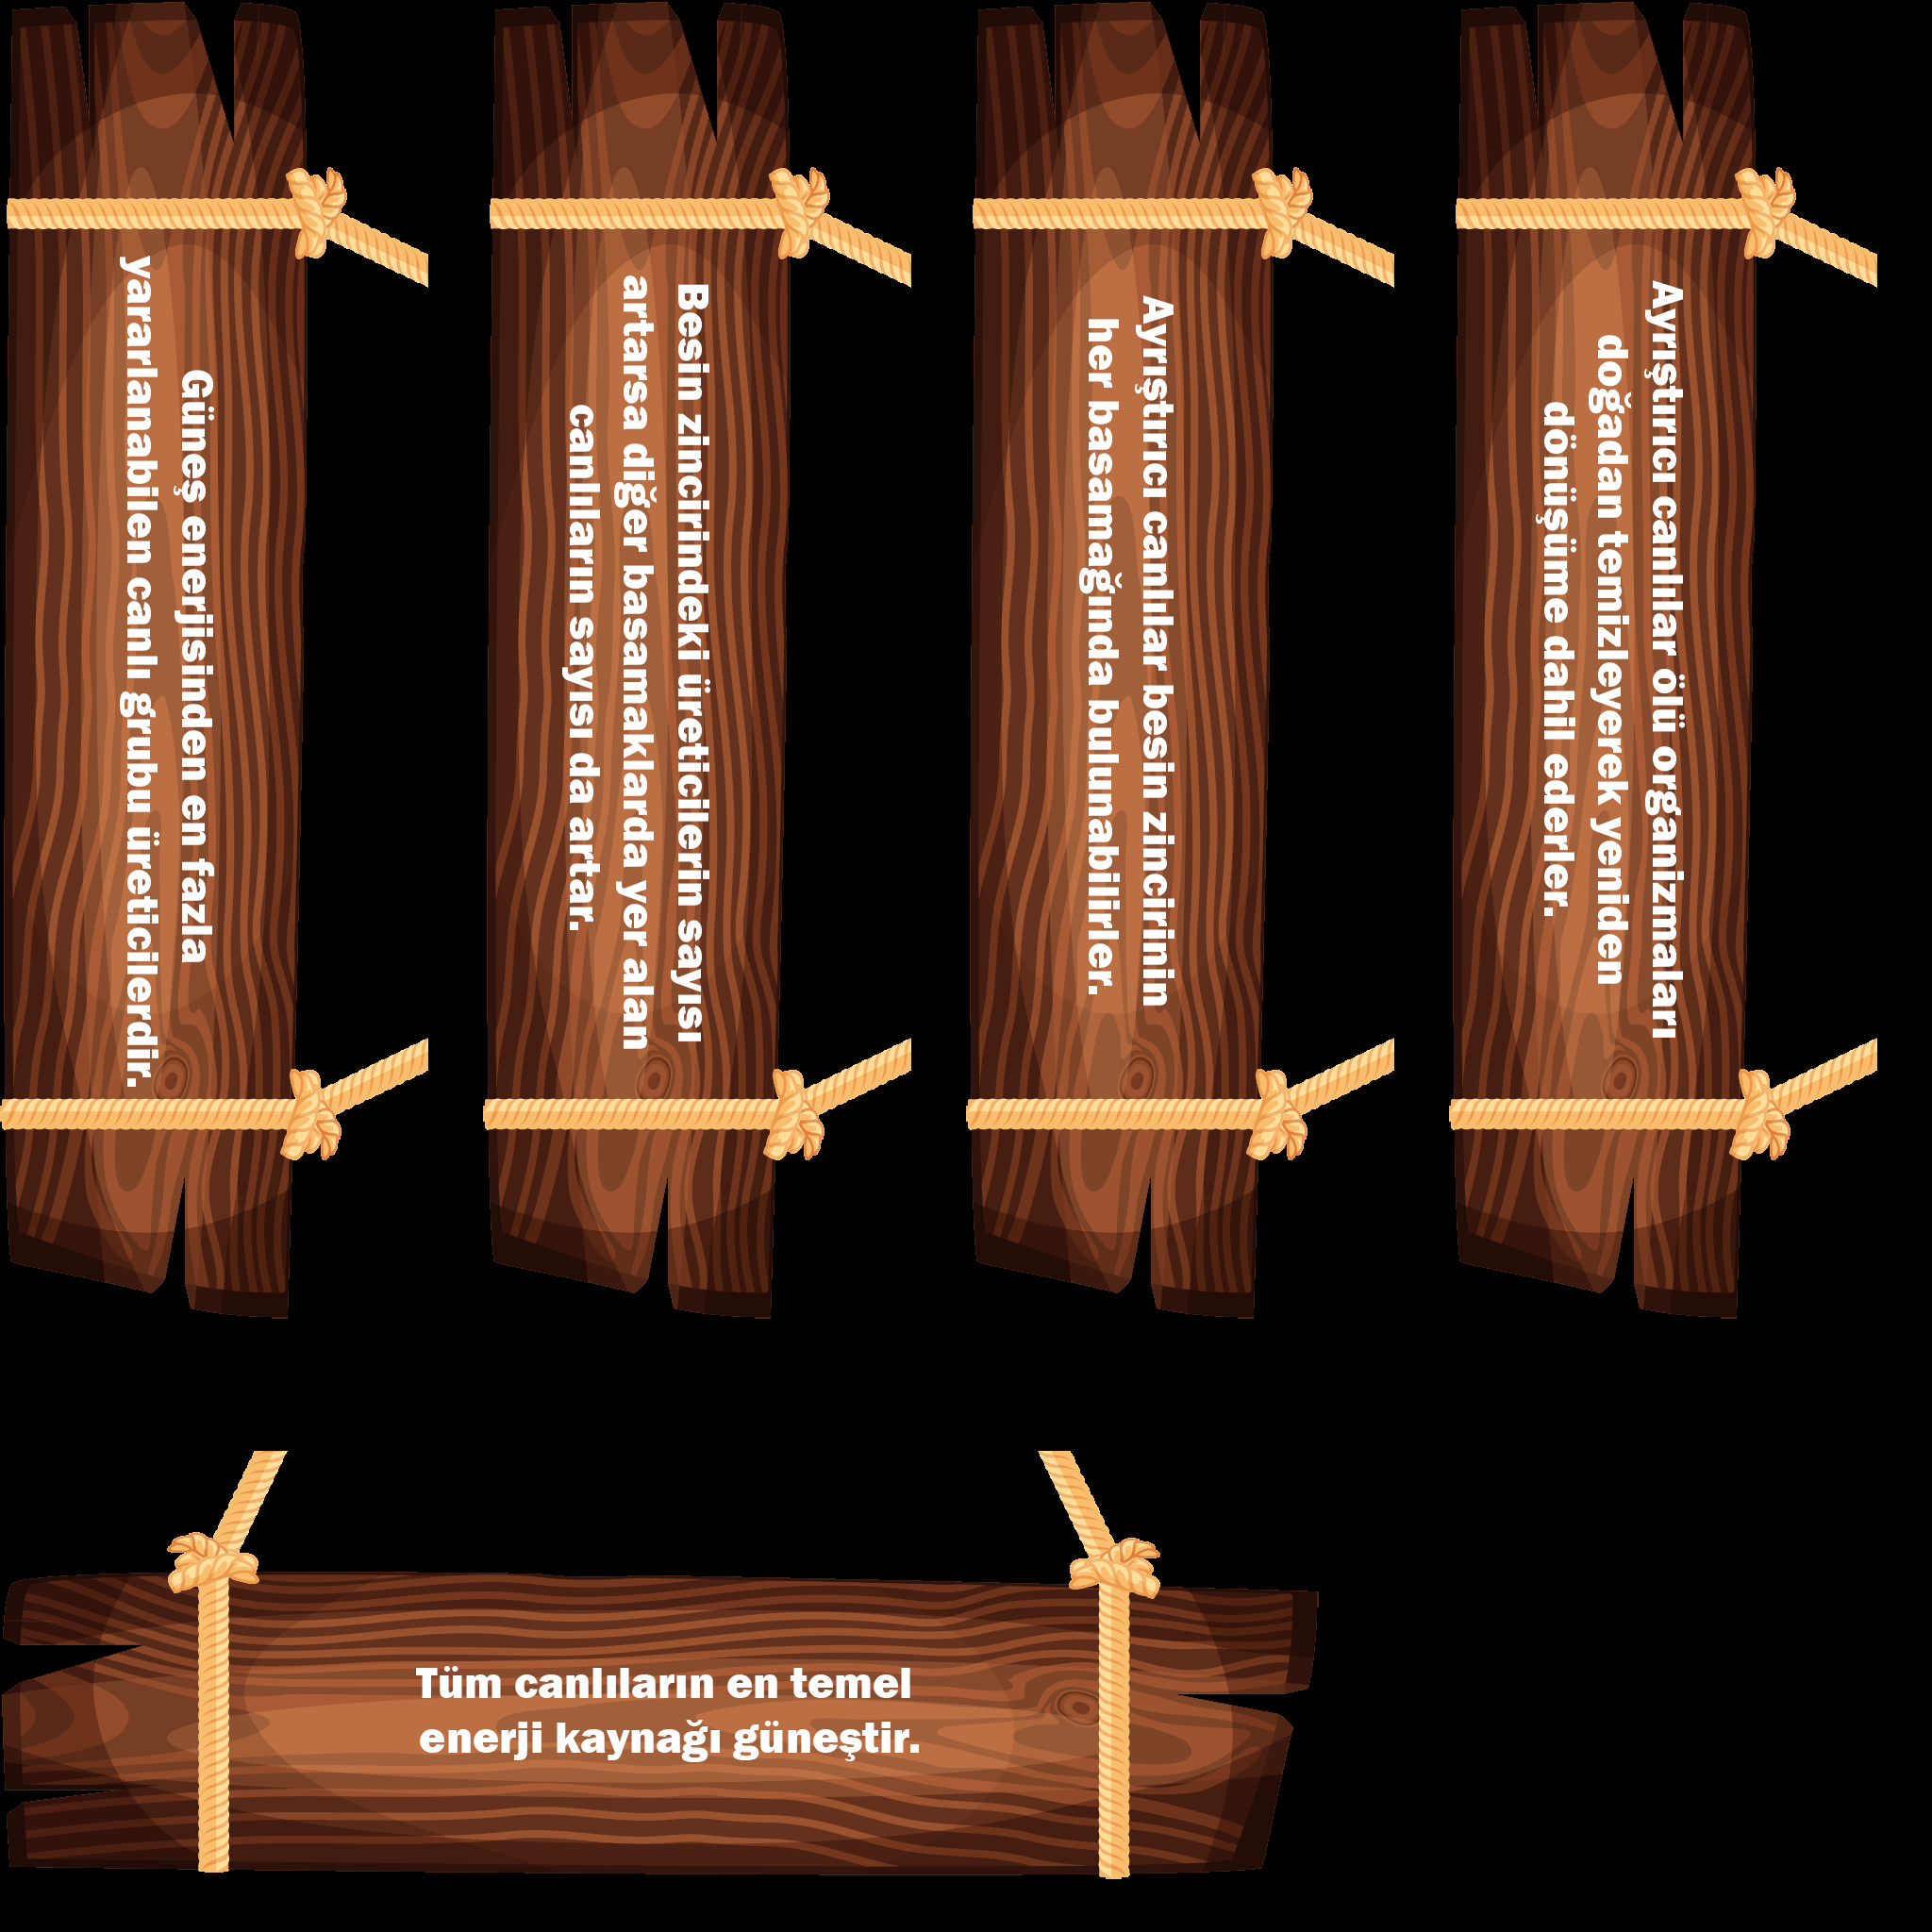 Güneş enerjisinden en fazla
yararlanabilen canlı grubu üreticilerdir.
Besin zincirindeki üreticilerin sayısı
artarsa diğer basamaklarda yer alan
canlıların sayısı da artar.
Ayrıştırıcı canlılar besin zincirinin
her basamağında bulunabilirler.
Ayrıştırıcı canlılar ölü organizmaları
doğadan temizleyerek yeniden
dönüşüme dahil ederler.
Tüm canlıların en temel
enerji kaynağı güneştir.